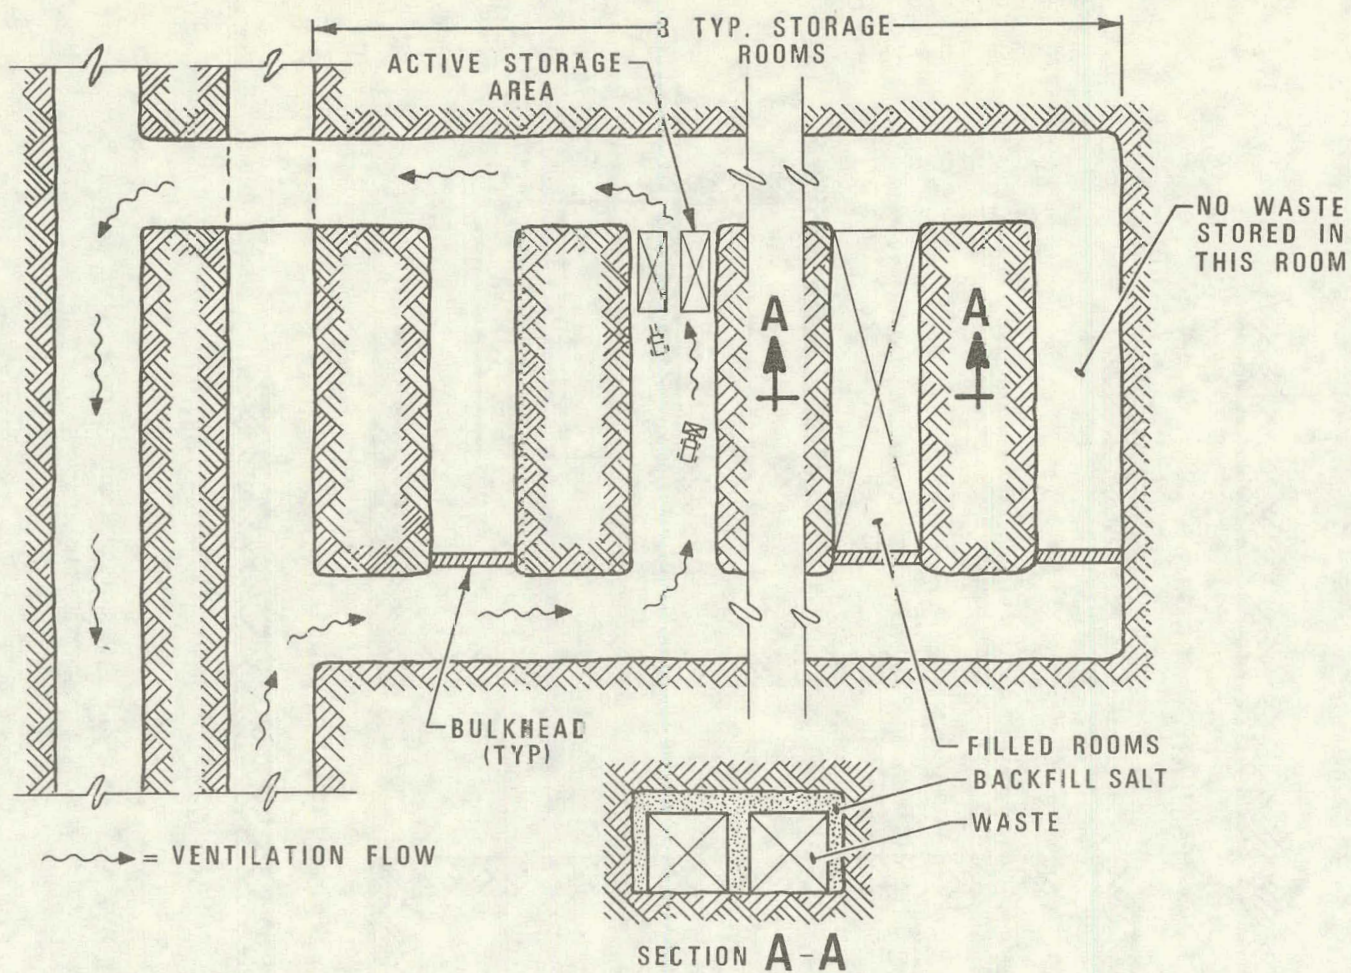 8 TYP. STORAGE
ROOMS
ACTIVE STORAGE
AREA
NO WASTE
STORED IN
THIS ROOM
A
A
BULKHEAD
(TYP)
FILLED ROOMS
BACKFILL SALT
WASTE
= VENTILATION FLOW
SECTION A-A